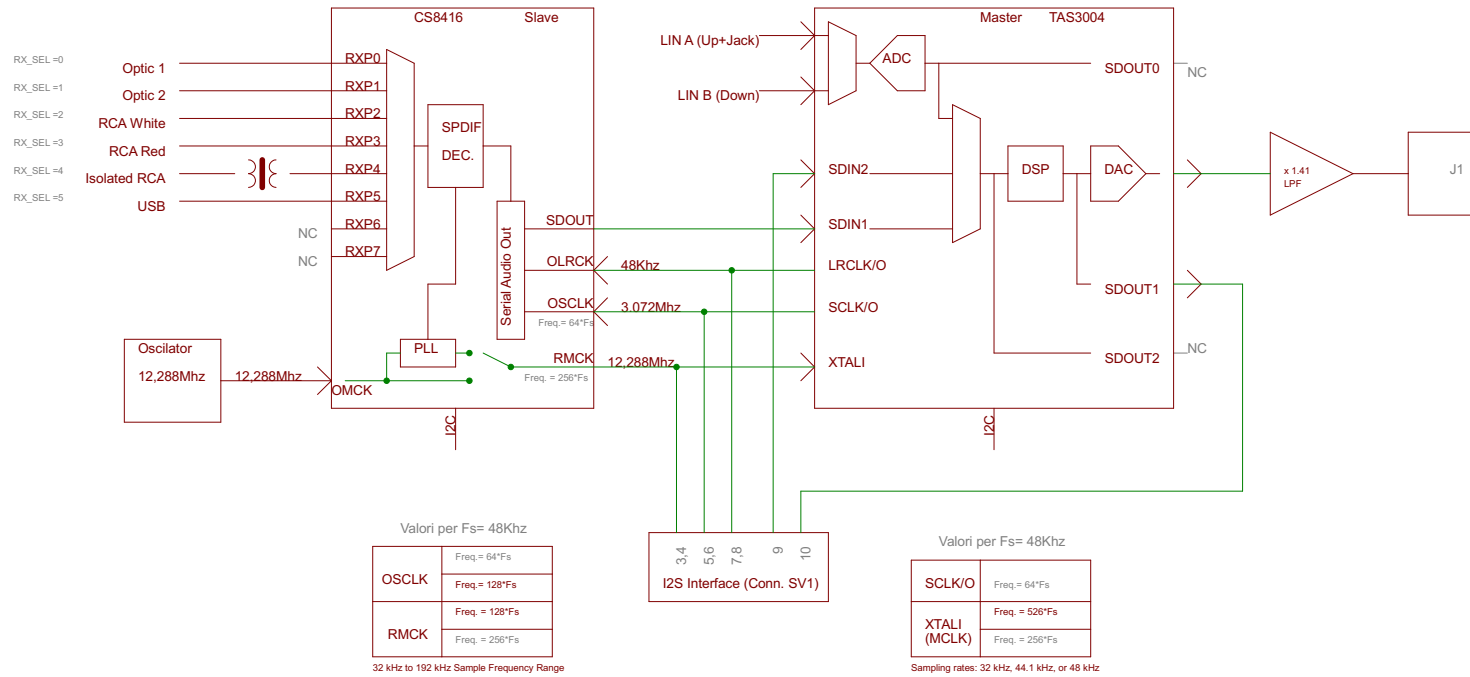 CS8416 Slave
Master TAS3004
RX_SEL =0
Optic 1
RXP0
RX_SEL =1
Optic 2
RXP1
RX_SEL =2
RCA White
RXP2
RX_SEL =3
RCA Red
RXP3
RX_SEL =4
Isolated RCA
RXP4
RX_SEL =5
USB
RXP5
NC
RXP6
NC
RXP7
SPDIF
DEC.
Serial Audio Out
SDOUT
OLRCK
48Khz
OSCLK
3.072Mhz
Freq.= 64*Fs
PLL
RMCK
12,288Mhz
Freq. = 256*Fs
Oscilator
12,288Mhz
12,288Mhz
OMCK
I2C
LIN A (Up+Jack)
LIN B (Down)
ADC
SDOUT0
NC
SDIN2
SDIN1
DSP
DAC
LRCLK/O
SCLK/O
XTALI
SDOUT1
SDOUT2
NC
I2C
x 1.41
LPF
J1
3,4
5,6
7,8
9
10
I2S Interface (Conn. SV1)
Valori per Fs= 48Khz
OSCLK
Freq.= 64*Fs
Freq.= 128*Fs
RMCK
Freq. = 128*Fs
Freq. = 256*Fs
32 kHz to 192 kHz Sample Frequency Range
Valori per Fs= 48Khz
SCLK/O
Freq.= 64*Fs
XTALI
(MCLK)
Freq. = 526*Fs
Freq.= 256*Fs
Sampling rates: 32 kHz, 44.1 kHz, or 48 kHz